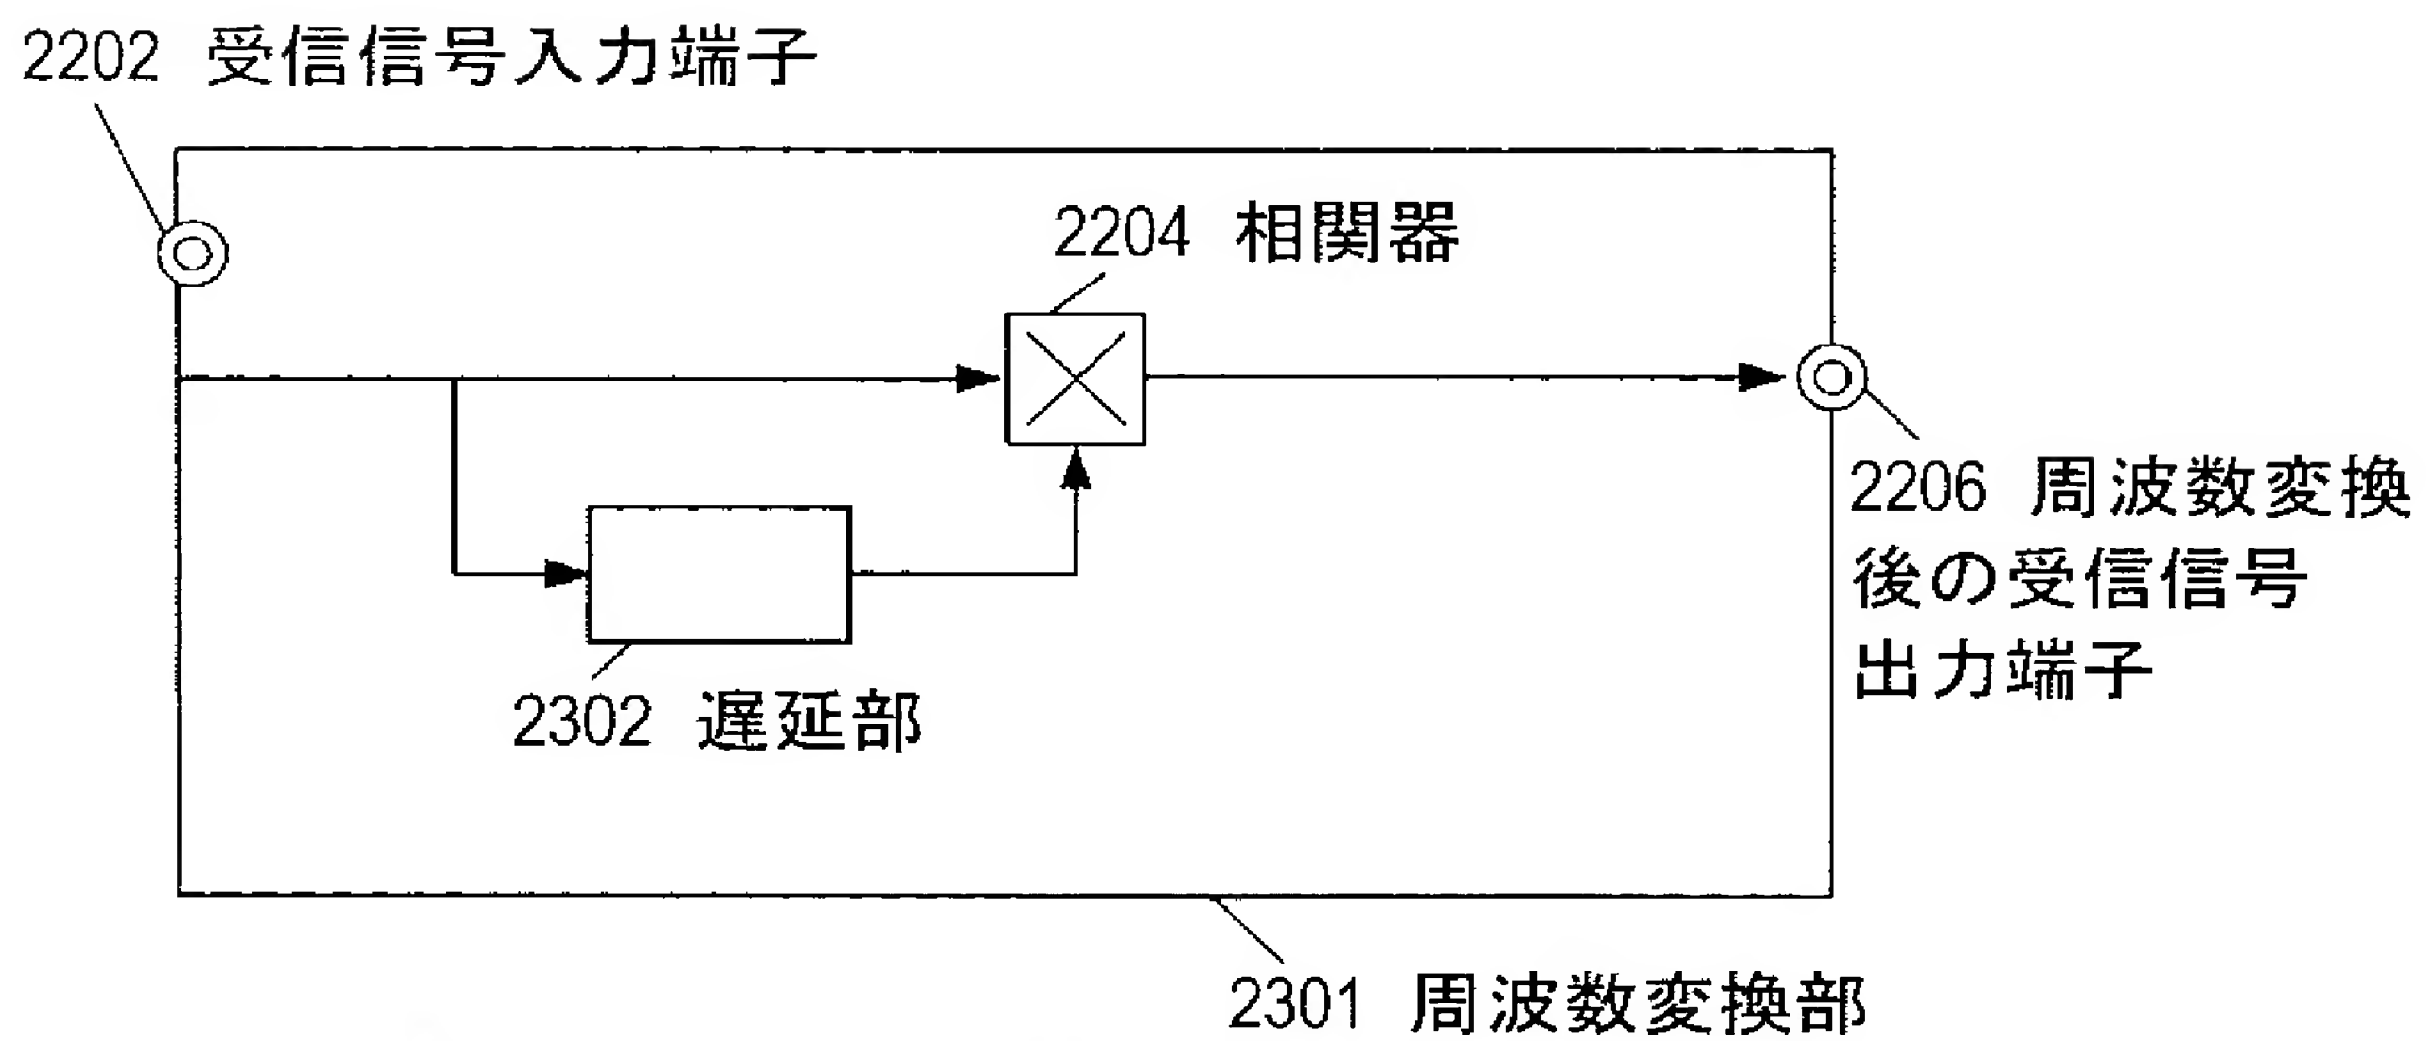 2202 受信信号入力端子
2204 相関器
2206 周波数変換
後の受信信号
出力端子
2302 遅延部
2301 周波数変換部